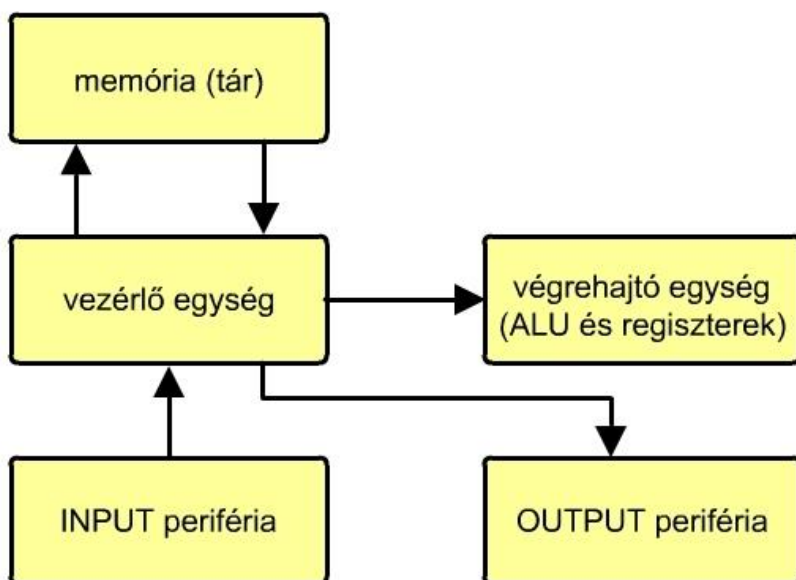 memória (tár)
vezérlő egység
végrehajtó egység
(ALU és regiszterek)
INPUT periféria
OUTPUT periféria